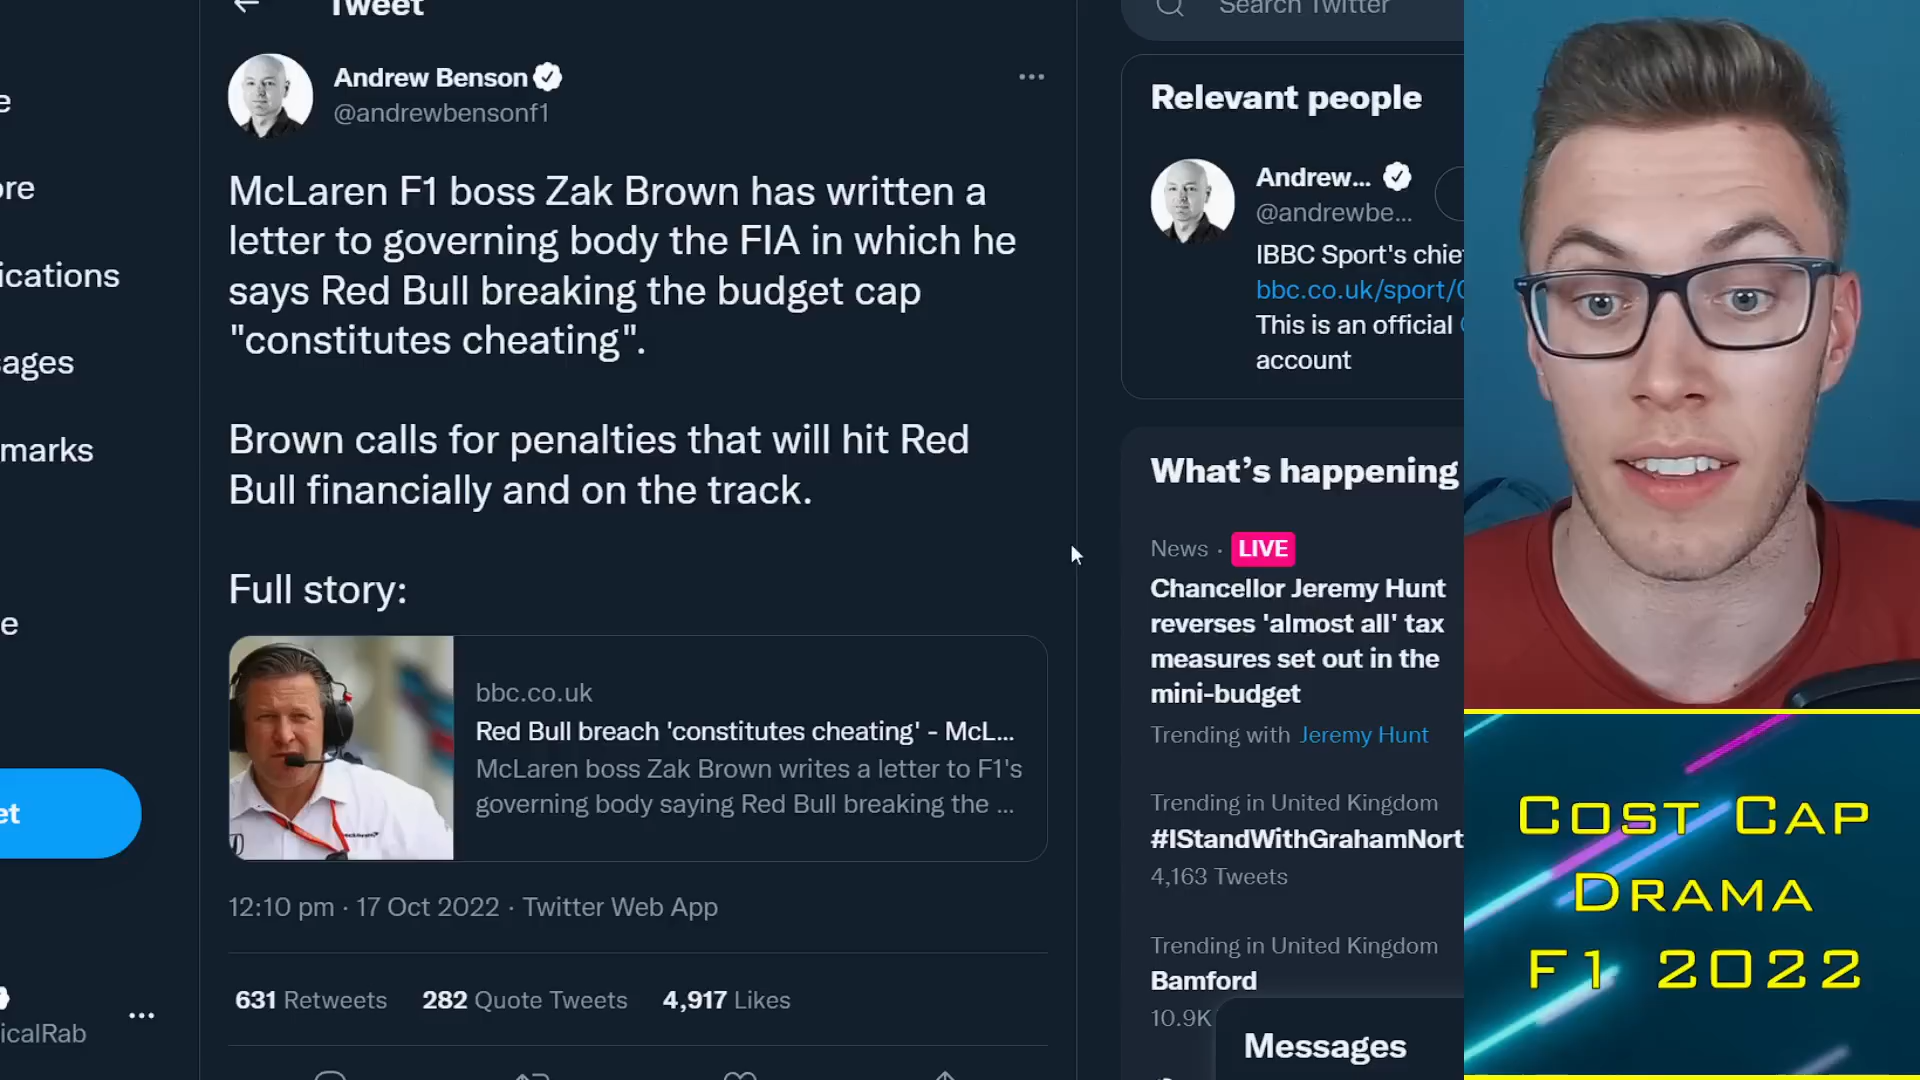 Tweet
Search Twitter
Andrew Benson
@andrewbensonf1
McLaren F1 boss Zak Brown has written a
letter to governing body the FIA in which he
says Red Bull breaking the budget cap
"constitutes cheating".
Brown calls for penalties that will hit Red
Bull financially and on the track.
Full story:
bbc.co.uk
Red Bull breach 'constitutes cheating' - McL...
McLaren boss Zak Brown writes a letter to F1's
governing body saying Red Bull breaking the ...
12:10 pm · 17 Oct 2022 · Twitter Web App
631 Retweets 282 Quote Tweets 4,917 Likes
e
ore
ications
sages
marks
e
et
icalRab
Relevant people
Andrew...
@andrewbe...
IBBC Sport's chie
bbc.co.uk/sport/
This is an official
account
What's happening
News · LIVE
Chancellor Jeremy Hunt
reverses 'almost all' tax
measures set out in the
mini-budget
Trending with Jeremy Hunt
Trending in United Kingdom
#IStandWithGrahamNort
4,163 Tweets
Trending in United Kingdom
Bamford
10.9K
Messages
Cost Cap
Drama
F1 2022